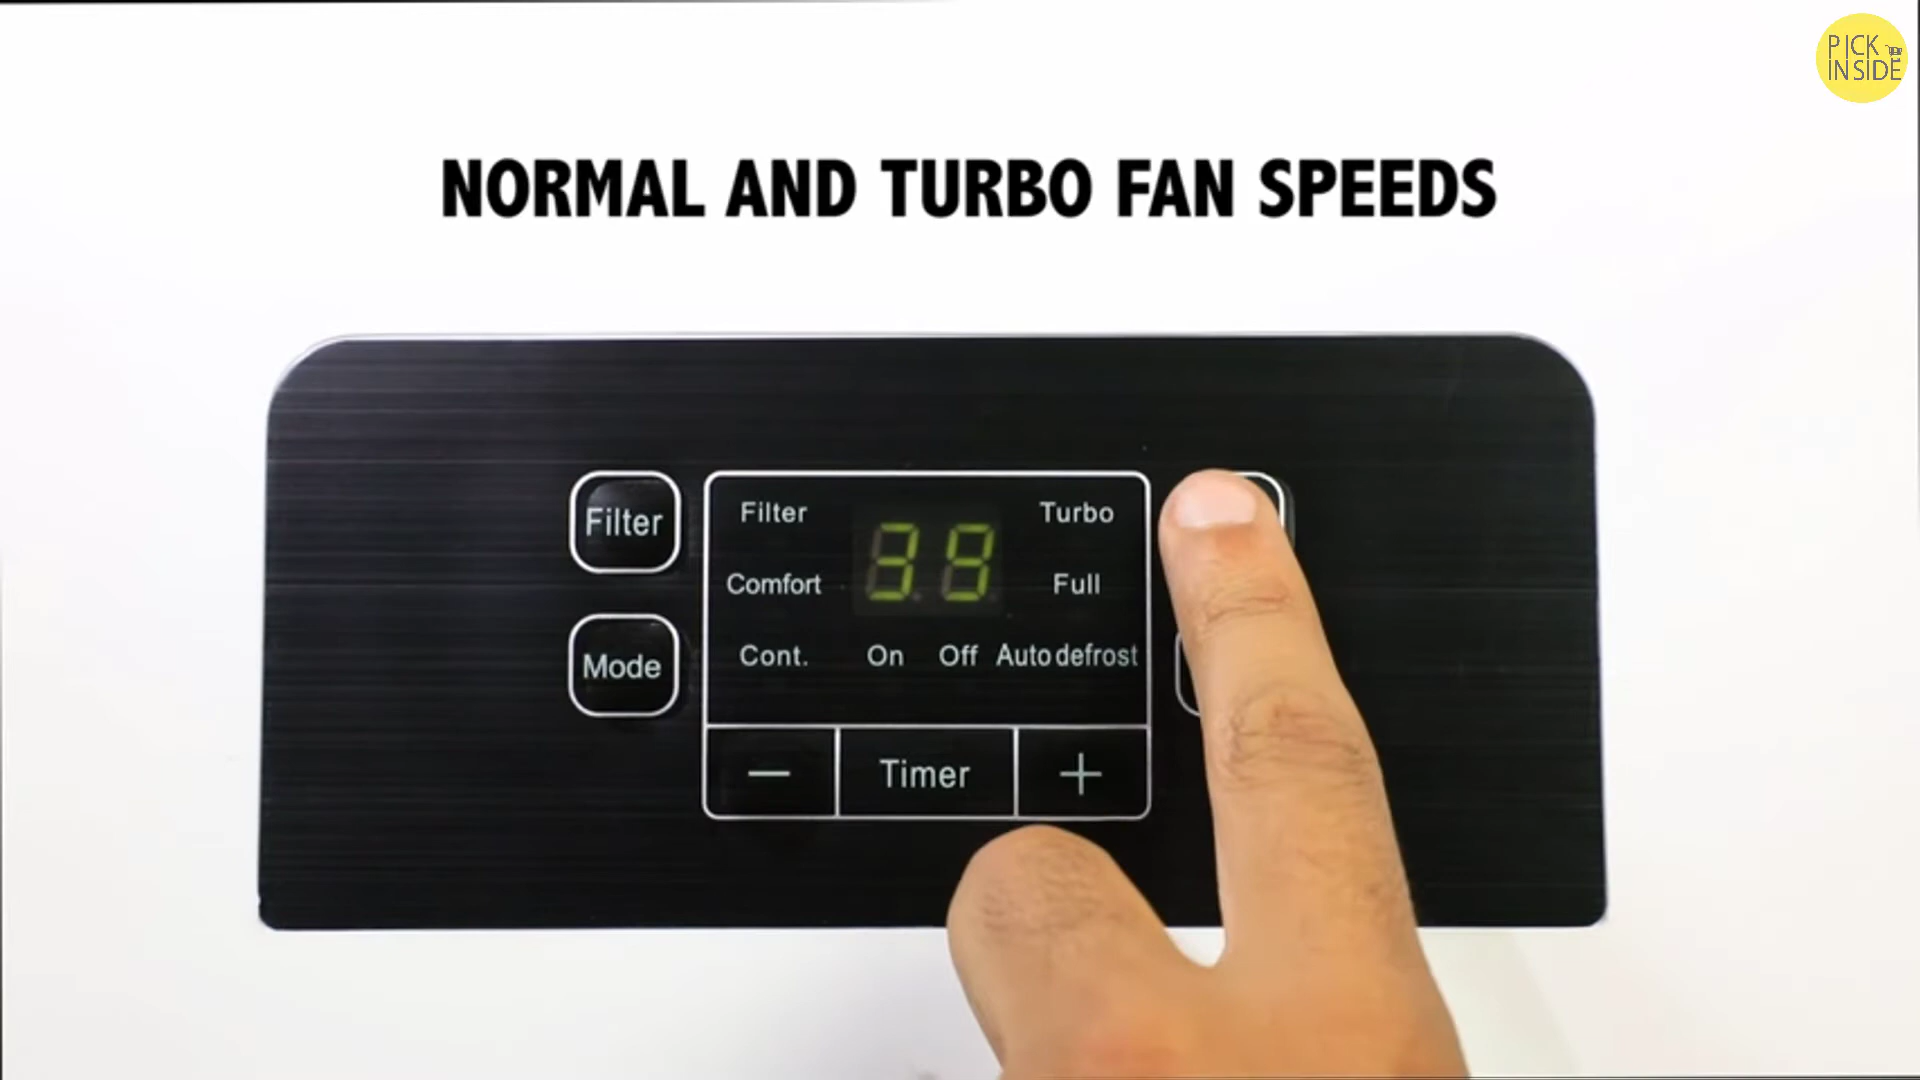 PICK
INSIDE
NORMAL AND TURBO FAN SPEEDS
Filter
Filter
39
Turbo
Comfort
Full
Mode
Cont.
On
Off
Auto defrost
−
Timer
+